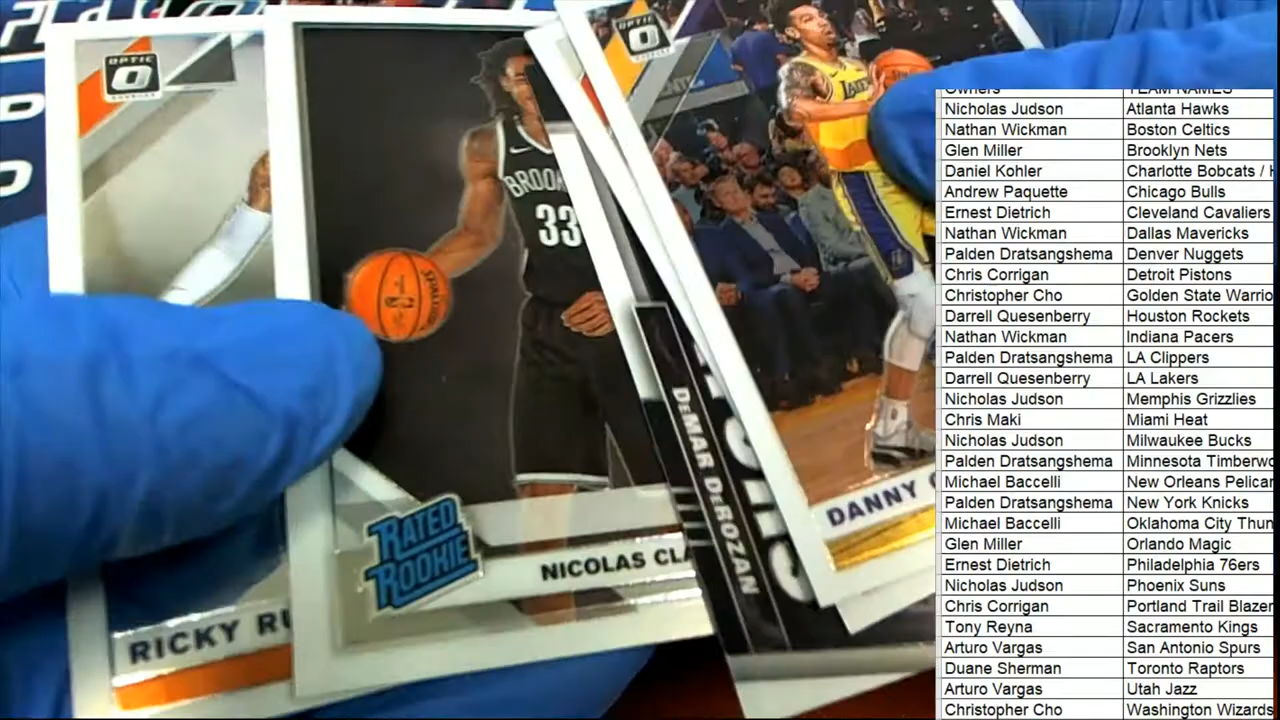 OPTIC
BROOK
33
SPALDING
RATED
ROOKIE
NICOLAS CLA
RICKY RU
DEMAR DEROZAN
OPTIC
DANNY
Owners TEAM NAMES
Nicholas Judson Atlanta Hawks
Nathan Wickman Boston Celtics
Glen Miller Brooklyn Nets
Daniel Kohler Charlotte Bobcats / H
Andrew Paquette Chicago Bulls
Ernest Dietrich Cleveland Cavaliers
Nathan Wickman Dallas Mavericks
Palden Dratsangshema Denver Nuggets
Chris Corrigan Detroit Pistons
Christopher Cho Golden State Warrio
Darrell Quesenberry Houston Rockets
Nathan Wickman Indiana Pacers
Palden Dratsangshema LA Clippers
Darrell Quesenberry LA Lakers
Nicholas Judson Memphis Grizzlies
Chris Maki Miami Heat
Nicholas Judson Milwaukee Bucks
Palden Dratsangshema Minnesota Timberwo
Michael Baccelli New Orleans Pelicar
Palden Dratsangshema New York Knicks
Michael Baccelli Oklahoma City Thun
Glen Miller Orlando Magic
Ernest Dietrich Philadelphia 76ers
Nicholas Judson Phoenix Suns
Chris Corrigan Portland Trail Blazer
Tony Reyna Sacramento Kings
Arturo Vargas San Antonio Spurs
Duane Sherman Toronto Raptors
Arturo Vargas Utah Jazz
Christopher Cho Washington Wizards